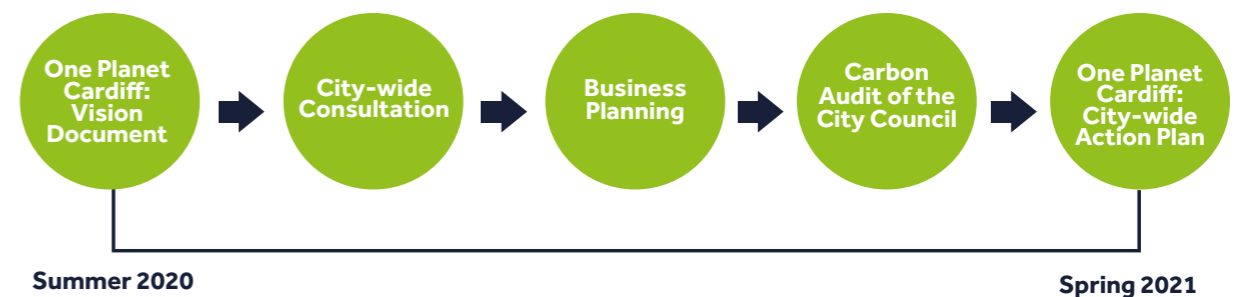 One Planet
Cardiff:
Vision
Document
City-wide
Consultation
Business
Planning
Carbon
Audit of the
City Council
One Planet
Cardiff:
City-wide
Action Plan
Summer 2020
Spring 2021